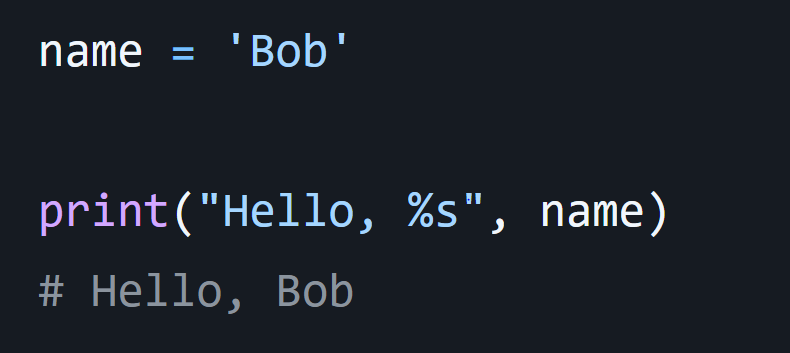 name = 'Bob'
print("Hello, %s", name)
# Hello, Bob